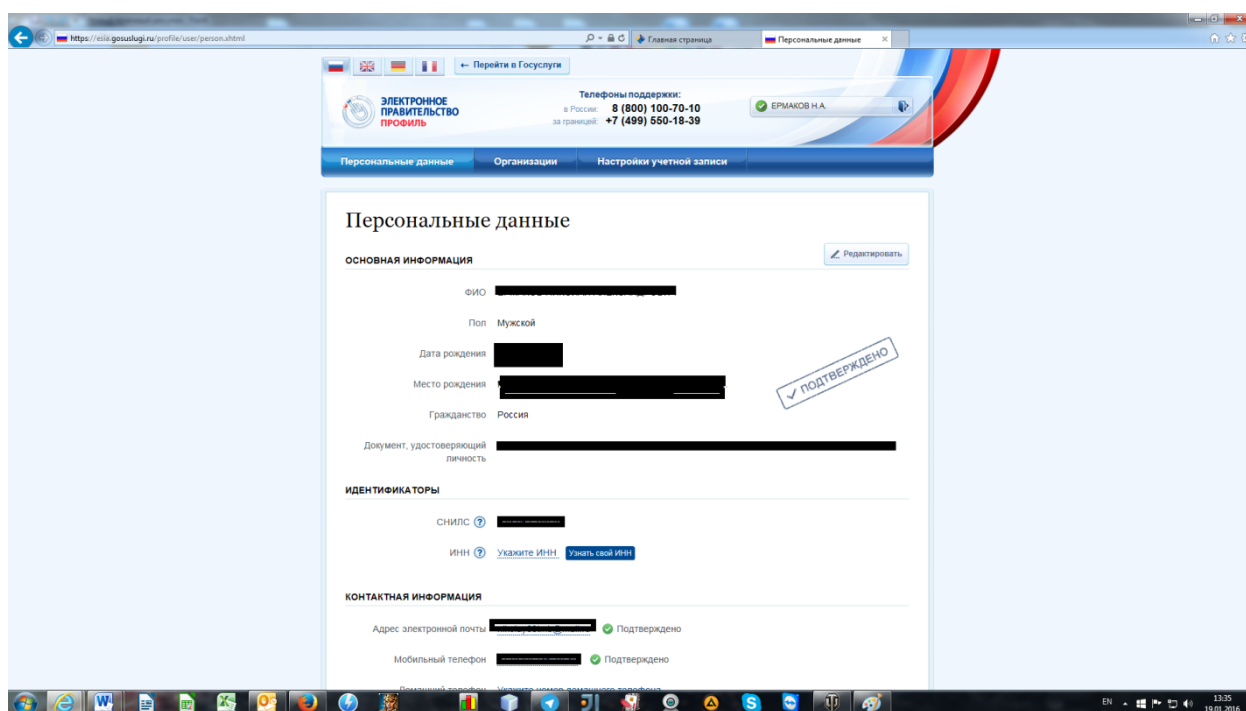 https://esia.gosuslugi.ru/profile/user/person.xhtml
Главная страница
Персональные данные
← Перейти в Госуслуги
ЭЛЕКТРОННОЕ
ПРАВИТЕЛЬСТВО
ПРОФИЛЬ
Телефоны поддержки:
в России: 8 (800) 100-70-10
за границей: +7 (499) 550-18-39
ЕРМАКОВ Н.А.
Персональные данные Организации Настройки учетной записи
Персональные данные
Редактировать
ОСНОВНАЯ ИНФОРМАЦИЯ
ФИО
Пол Мужской
Дата рождения
ПОДТВЕРЖДЕНО
Место рождения
Гражданство Россия
Документ, удостоверяющий
личность
ИДЕНТИФИКАТОРЫ
СНИЛС ?
ИНН ? Укажите ИНН Узнать свой ИНН
КОНТАКТНАЯ ИНФОРМАЦИЯ
Адрес электронной почты Подтверждено
Мобильный телефон Подтверждено
Домашний телефон Укажите номер домашнего телефона
EN 13:35
19.01.2016